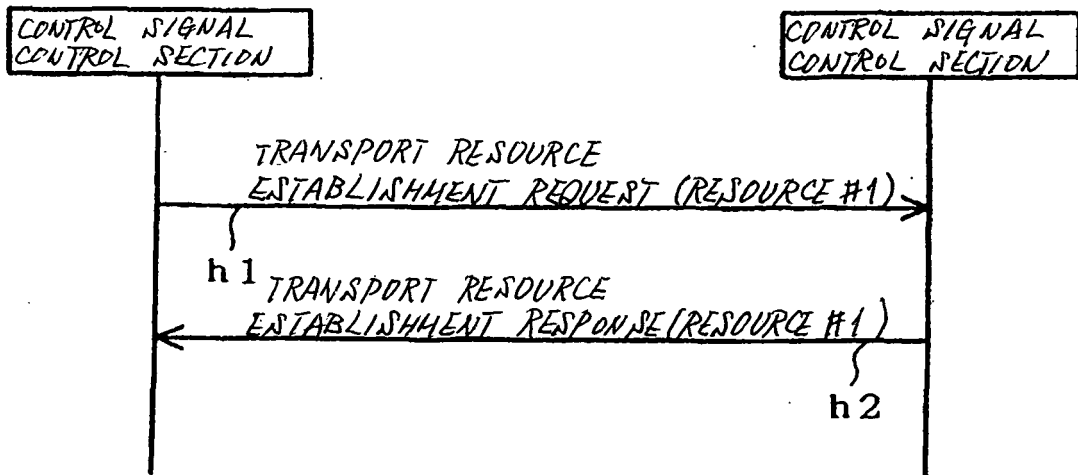 CONTROL SIGNAL
CONTROL SECTION
CONTROL SIGNAL
CONTROL SECTION
TRANSPORT RESOURCE
ESTABLISHMENT REQUEST (RESOURCE #1)
h1
TRANSPORT RESOURCE
ESTABLISHMENT RESPONSE (RESOURCE #1)
h2